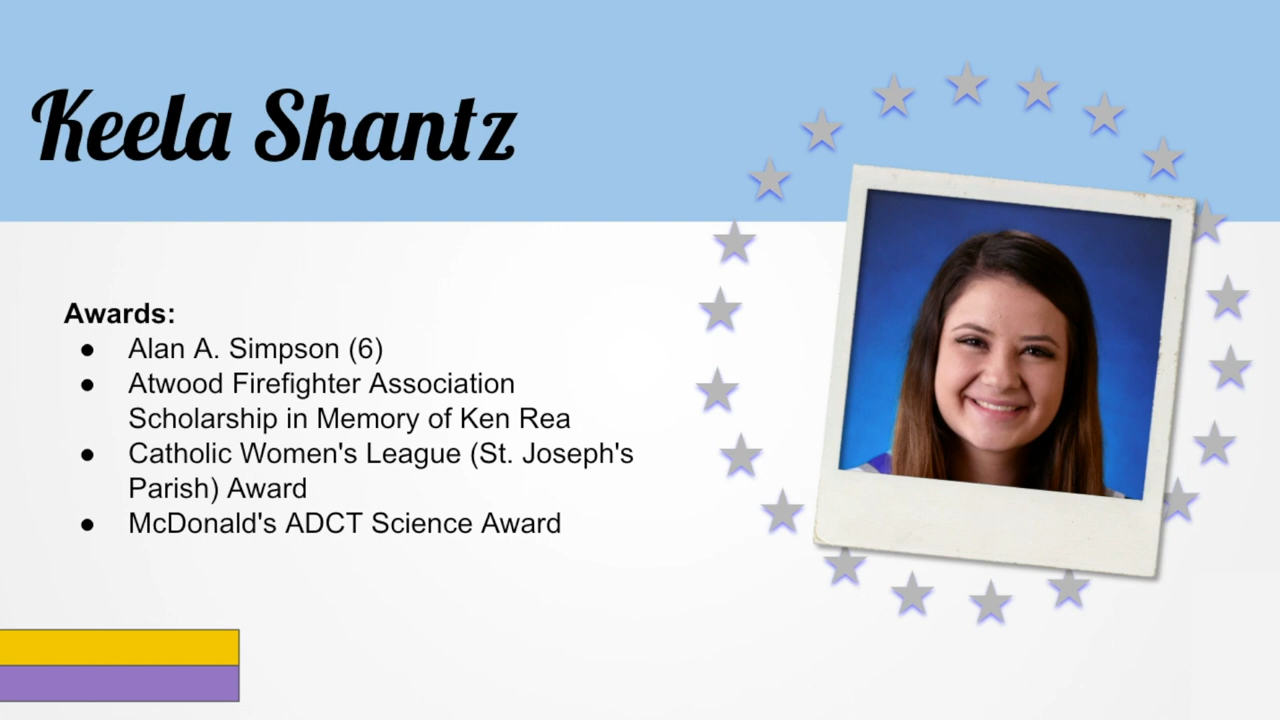 Keela Shantz
Awards:
● Alan A. Simpson (6)
● Atwood Firefighter Association
Scholarship in Memory of Ken Rea
● Catholic Women's League (St. Joseph's
Parish) Award
● McDonald's ADCT Science Award